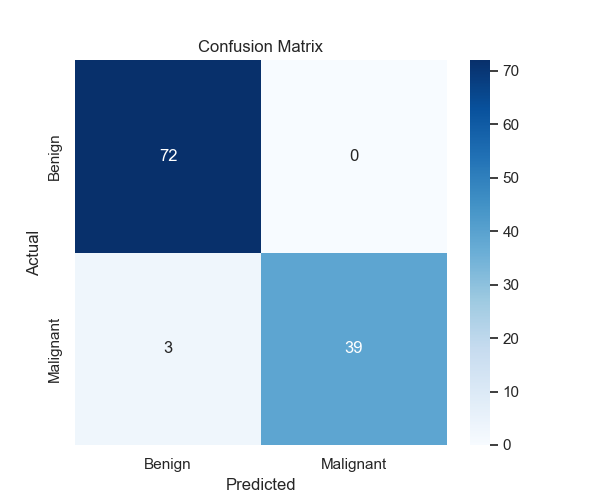 Confusion Matrix
Actual
Benign
Malignant
72
0
3
39
Benign
Malignant
Predicted
70
60
50
40
30
20
10
0